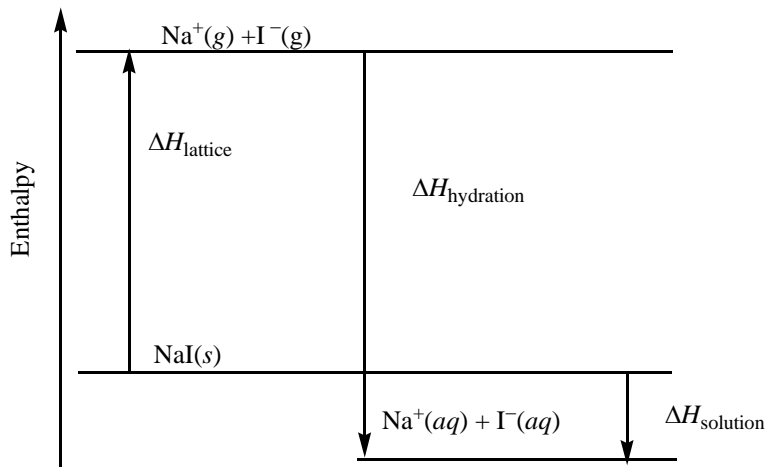 Na⁺(g) +I⁻(g)
ΔHlattice
ΔHhydration
Enthalpy
NaI(s)
Na⁺(aq) + I⁻(aq)
ΔHsolution